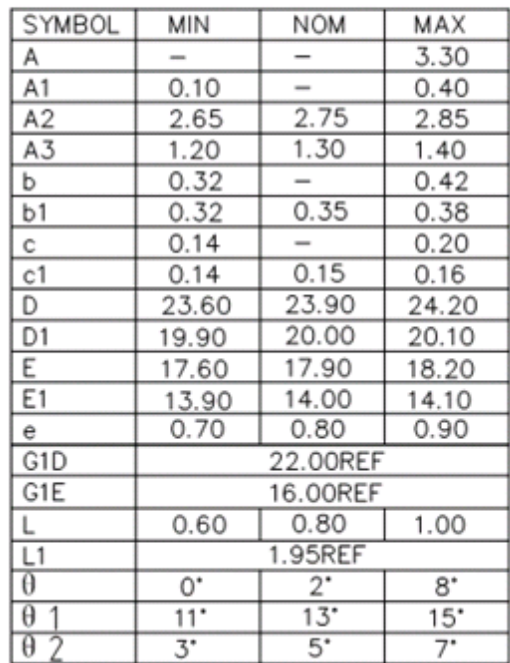 SYMBOL MIN NOM MAX
A – – 3.30
A1 0.10 – 0.40
A2 2.65 2.75 2.85
A3 1.20 1.30 1.40
b 0.32 – 0.42
b1 0.32 0.35 0.38
c 0.14 – 0.20
c1 0.14 0.15 0.16
D 23.60 23.90 24.20
D1 19.90 20.00 20.10
E 17.60 17.90 18.20
E1 13.90 14.00 14.10
e 0.70 0.80 0.90
G1D 22.00REF
G1E 16.00REF
L 0.60 0.80 1.00
L1 1.95REF
θ 0° 2° 8°
θ 1 11° 13° 15°
θ 2 3° 5° 7°